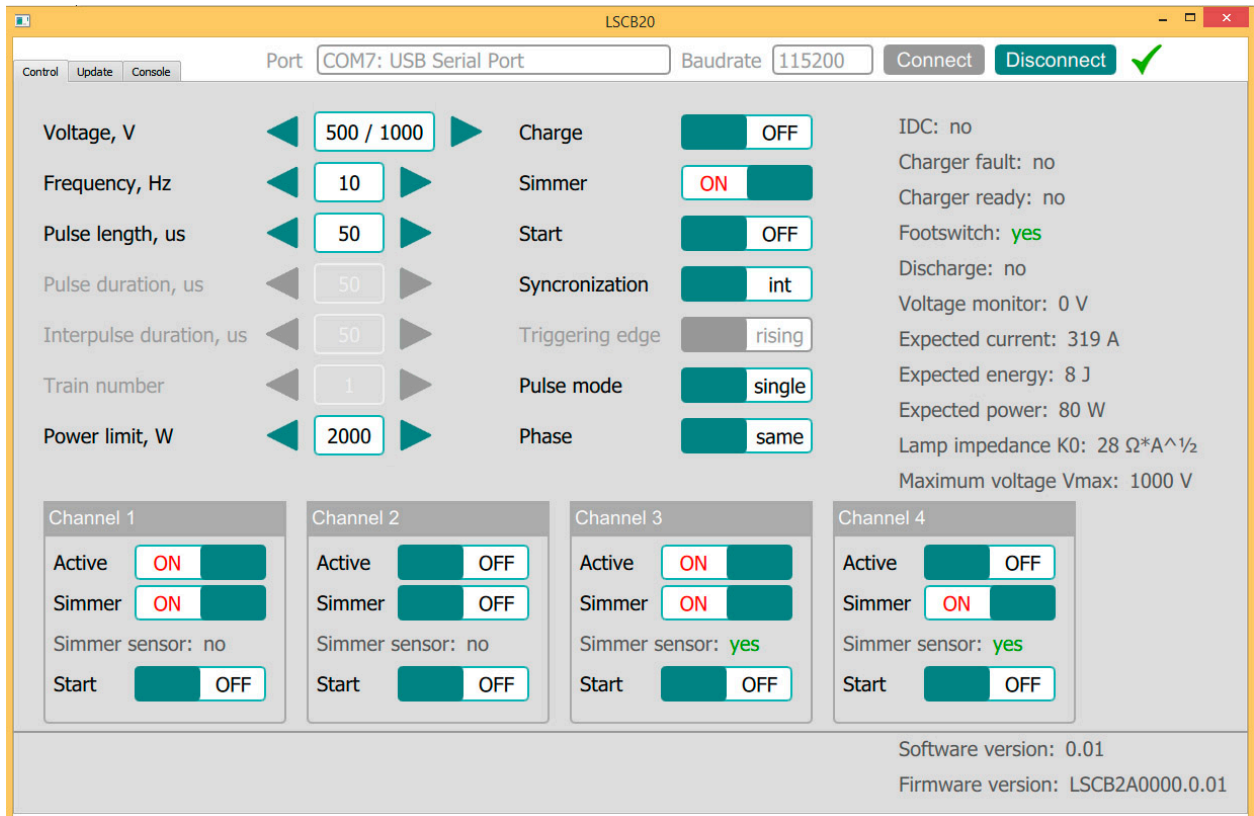 LSCB20
Port COM7: USB Serial Port Baudrate 115200 Connect Disconnect
Control Update Console
Voltage, V 500 / 1000 Charge OFF IDC: no
Charger fault: no
Frequency, Hz 10 Simmer ON Charger ready: no
Pulse length, us 50 Start OFF Footswitch: yes
Discharge: no
Pulse duration, us 50 Syncronization int Voltage monitor: 0 V
Interpulse duration, us 50 Triggering edge rising Expected current: 319 A
Train number 1 Pulse mode single Expected energy: 8 J
Expected power: 80 W
Power limit, W 2000 Phase same Lamp impedance K0: 28 Ω*A^½
Maximum voltage Vmax: 1000 V
Channel 1 Channel 2 Channel 3 Channel 4
Active ON Active OFF Active ON Active OFF
Simmer ON Simmer OFF Simmer ON Simmer ON
Simmer sensor: no Simmer sensor: no Simmer sensor: yes Simmer sensor: yes
Start OFF Start OFF Start OFF Start OFF
Software version: 0.01
Firmware version: LSCB2A0000.0.01